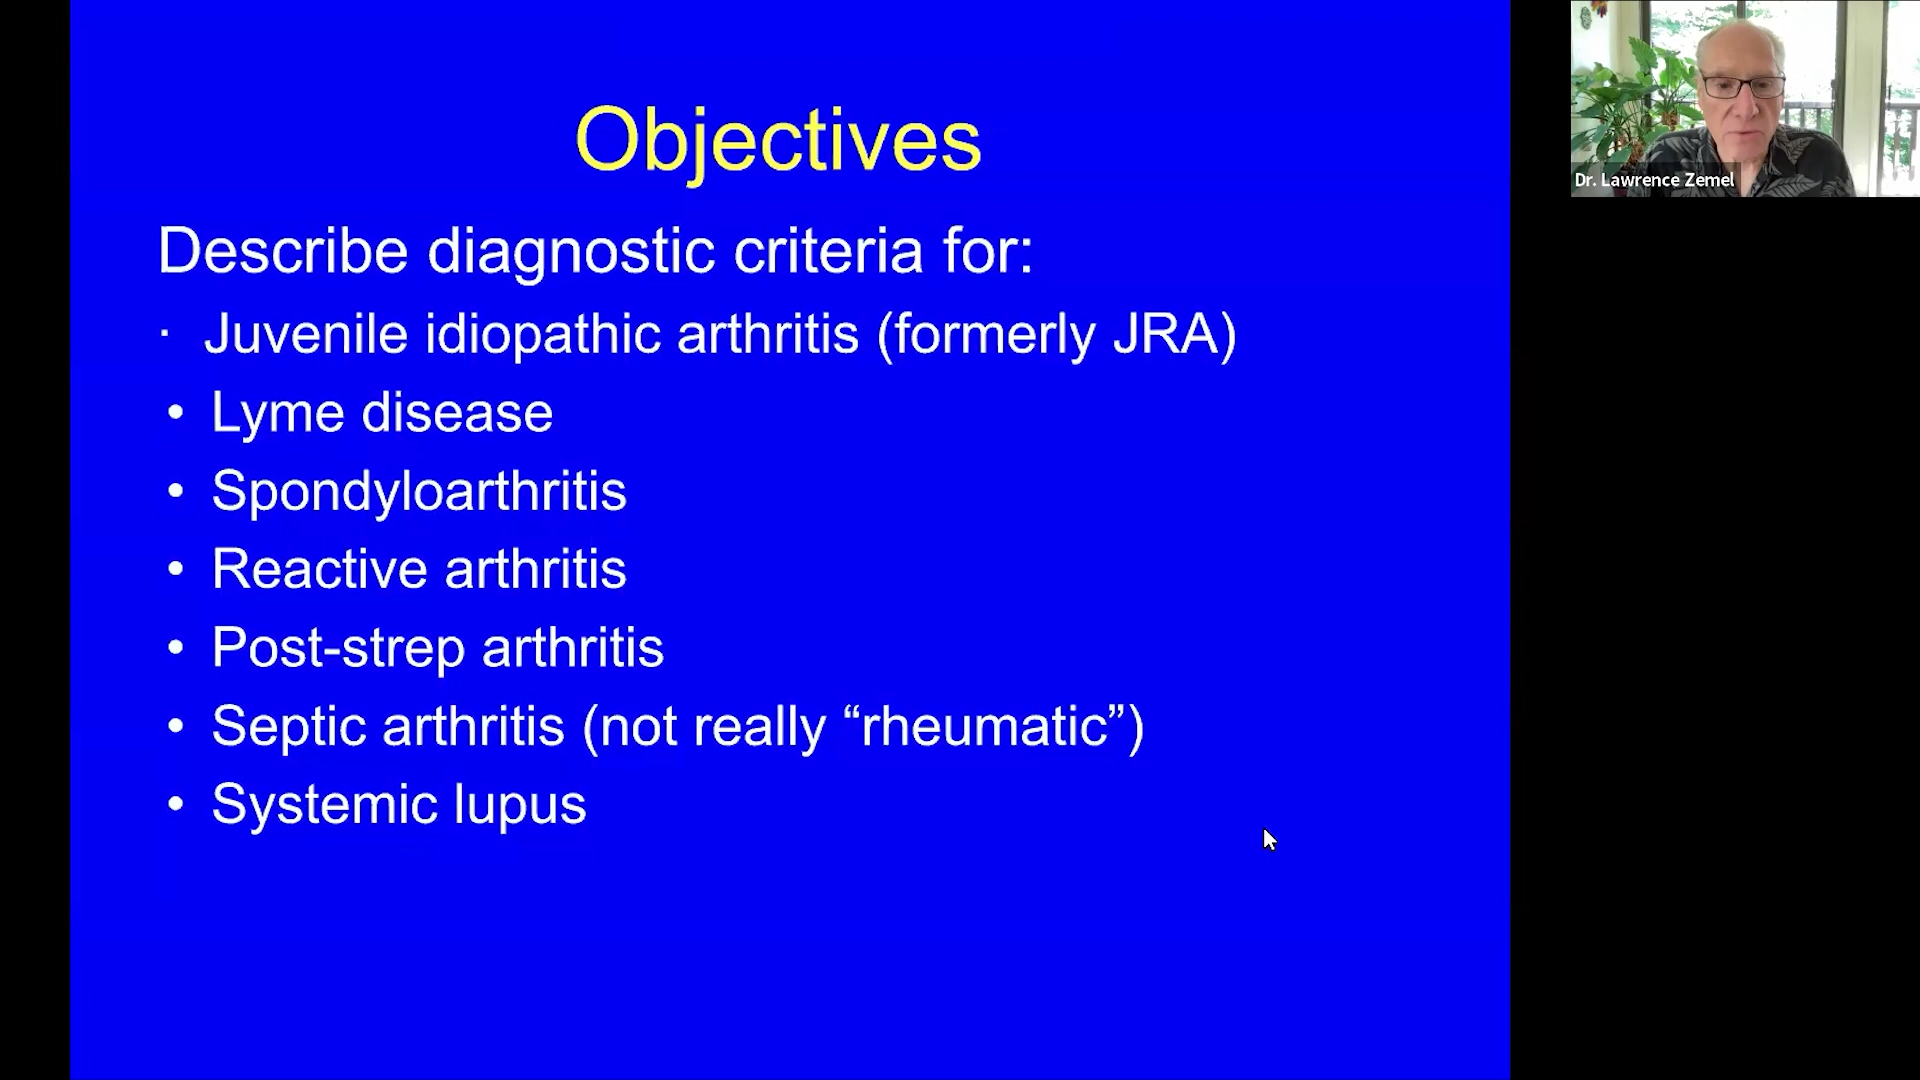 Objectives
Describe diagnostic criteria for:
· Juvenile idiopathic arthritis (formerly JRA)
• Lyme disease
• Spondyloarthritis
• Reactive arthritis
• Post-strep arthritis
• Septic arthritis (not really “rheumatic”)
• Systemic lupus
Dr. Lawrence Zemel